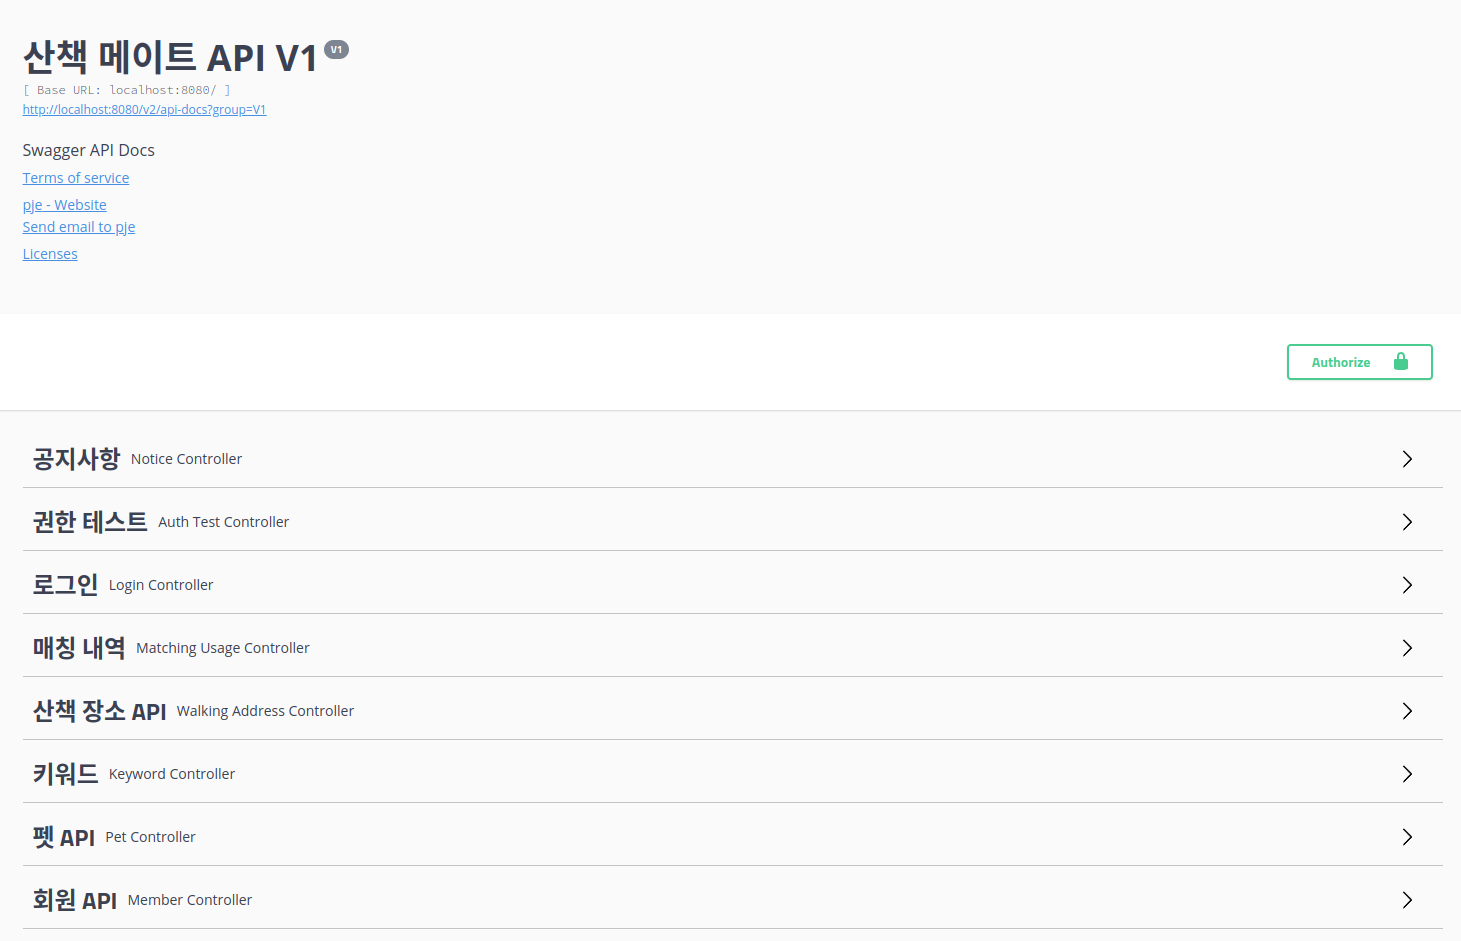 산책 메이트 API V1 V1
[ Base URL: localhost:8080/ ]
http://localhost:8080/v2/api-docs?group=V1
Swagger API Docs
Terms of service
pje - Website
Send email to pje
Licenses
Authorize
공지사항 Notice Controller
권한 테스트 Auth Test Controller
로그인 Login Controller
매칭 내역 Matching Usage Controller
산책 장소 API Walking Address Controller
키워드 Keyword Controller
펫 API Pet Controller
회원 API Member Controller